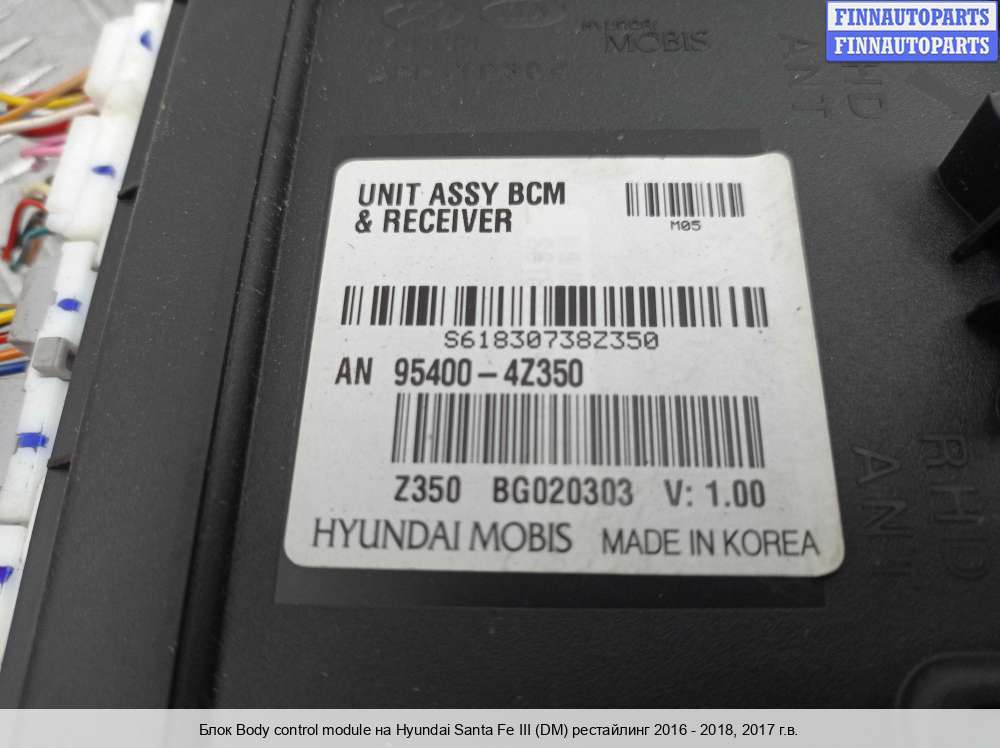 FINNAUTOPARTS
FINNAUTOPARTS
HYUNDAI
MOBIS
RHD
ANT
UNIT ASSY BCM
& RECEIVER
M05
S61830738Z350
AN 95400-4Z350
Z350 BG020303 V: 1.00
HYUNDAI MOBIS MADE IN KOREA
RHD
ANT
Блок Body control module на Hyundai Santa Fe III (DM) рестайлинг 2016 - 2018, 2017 г.в.